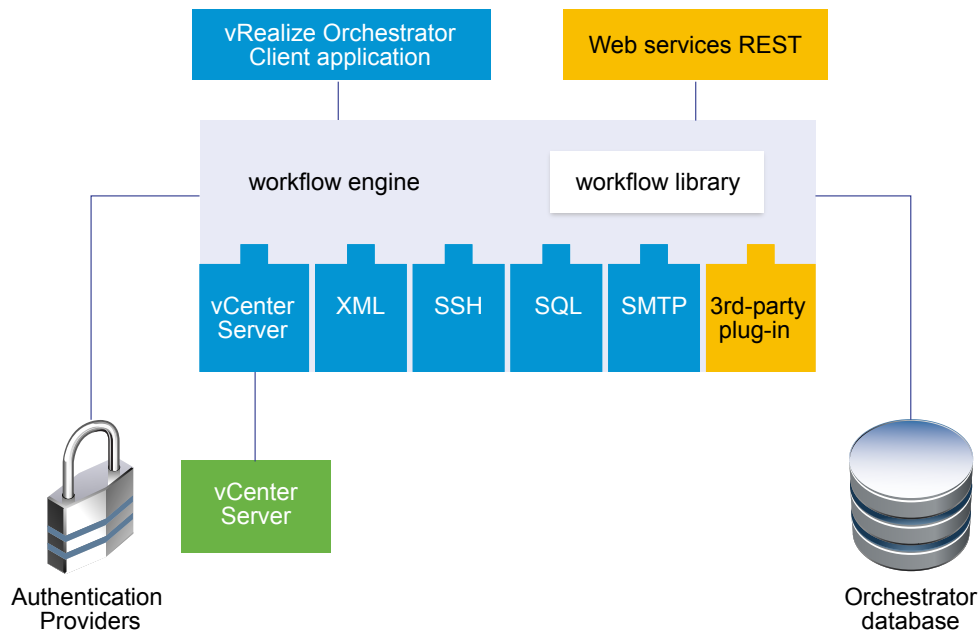 vRealize Orchestrator
Client application
Web services REST
workflow engine
workflow library
vCenter
Server
XML
SSH
SQL
SMTP
3rd-party
plug-in
vCenter
Server
Authentication
Providers
Orchestrator
database